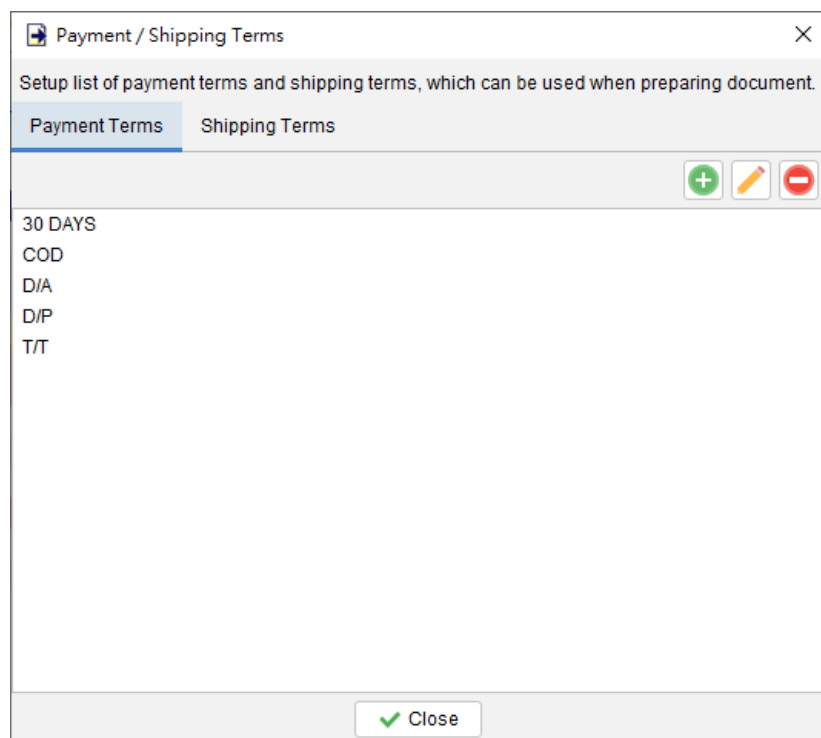 Payment / Shipping Terms
Setup list of payment terms and shipping terms, which can be used when preparing document.
Payment Terms Shipping Terms
30 DAYS
COD
D/A
D/P
T/T
Close